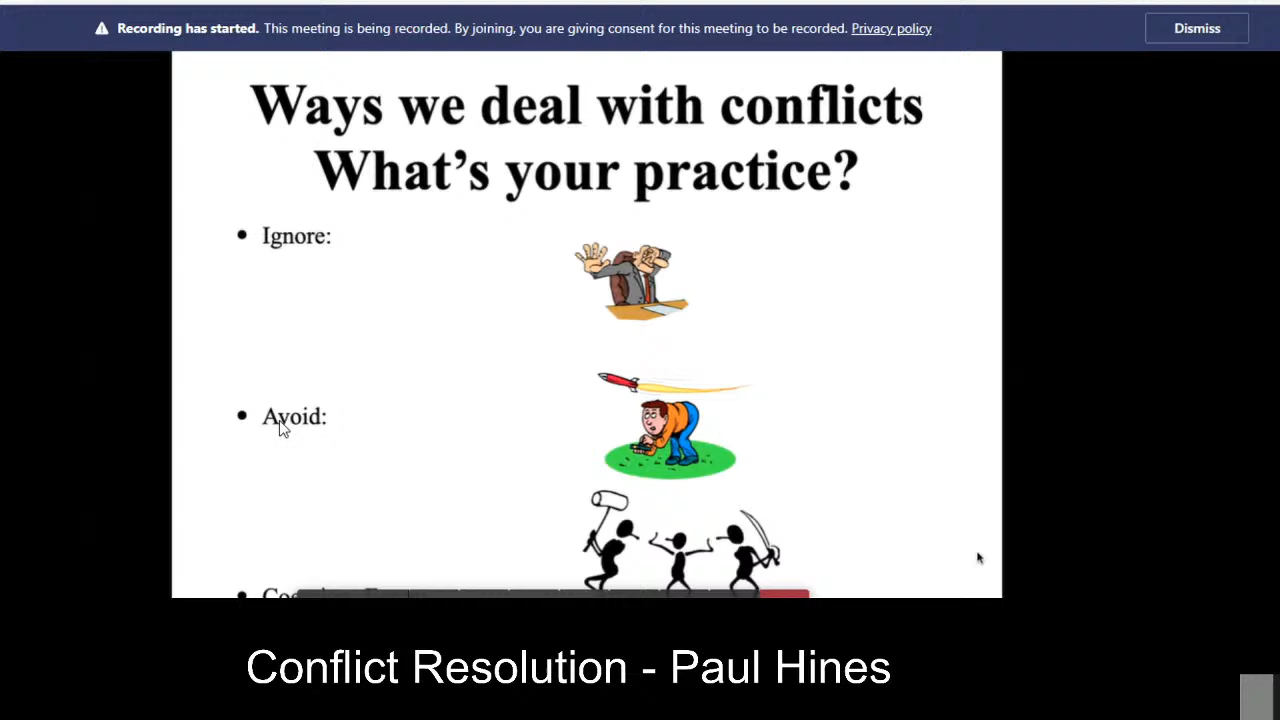 Recording has started. This meeting is being recorded. By joining, you are giving consent for this meeting to be recorded. Privacy policy
Dismiss
Ways we deal with conflicts
What's your practice?
• Ignore:
• Avoid:
Conflict Resolution - Paul Hines